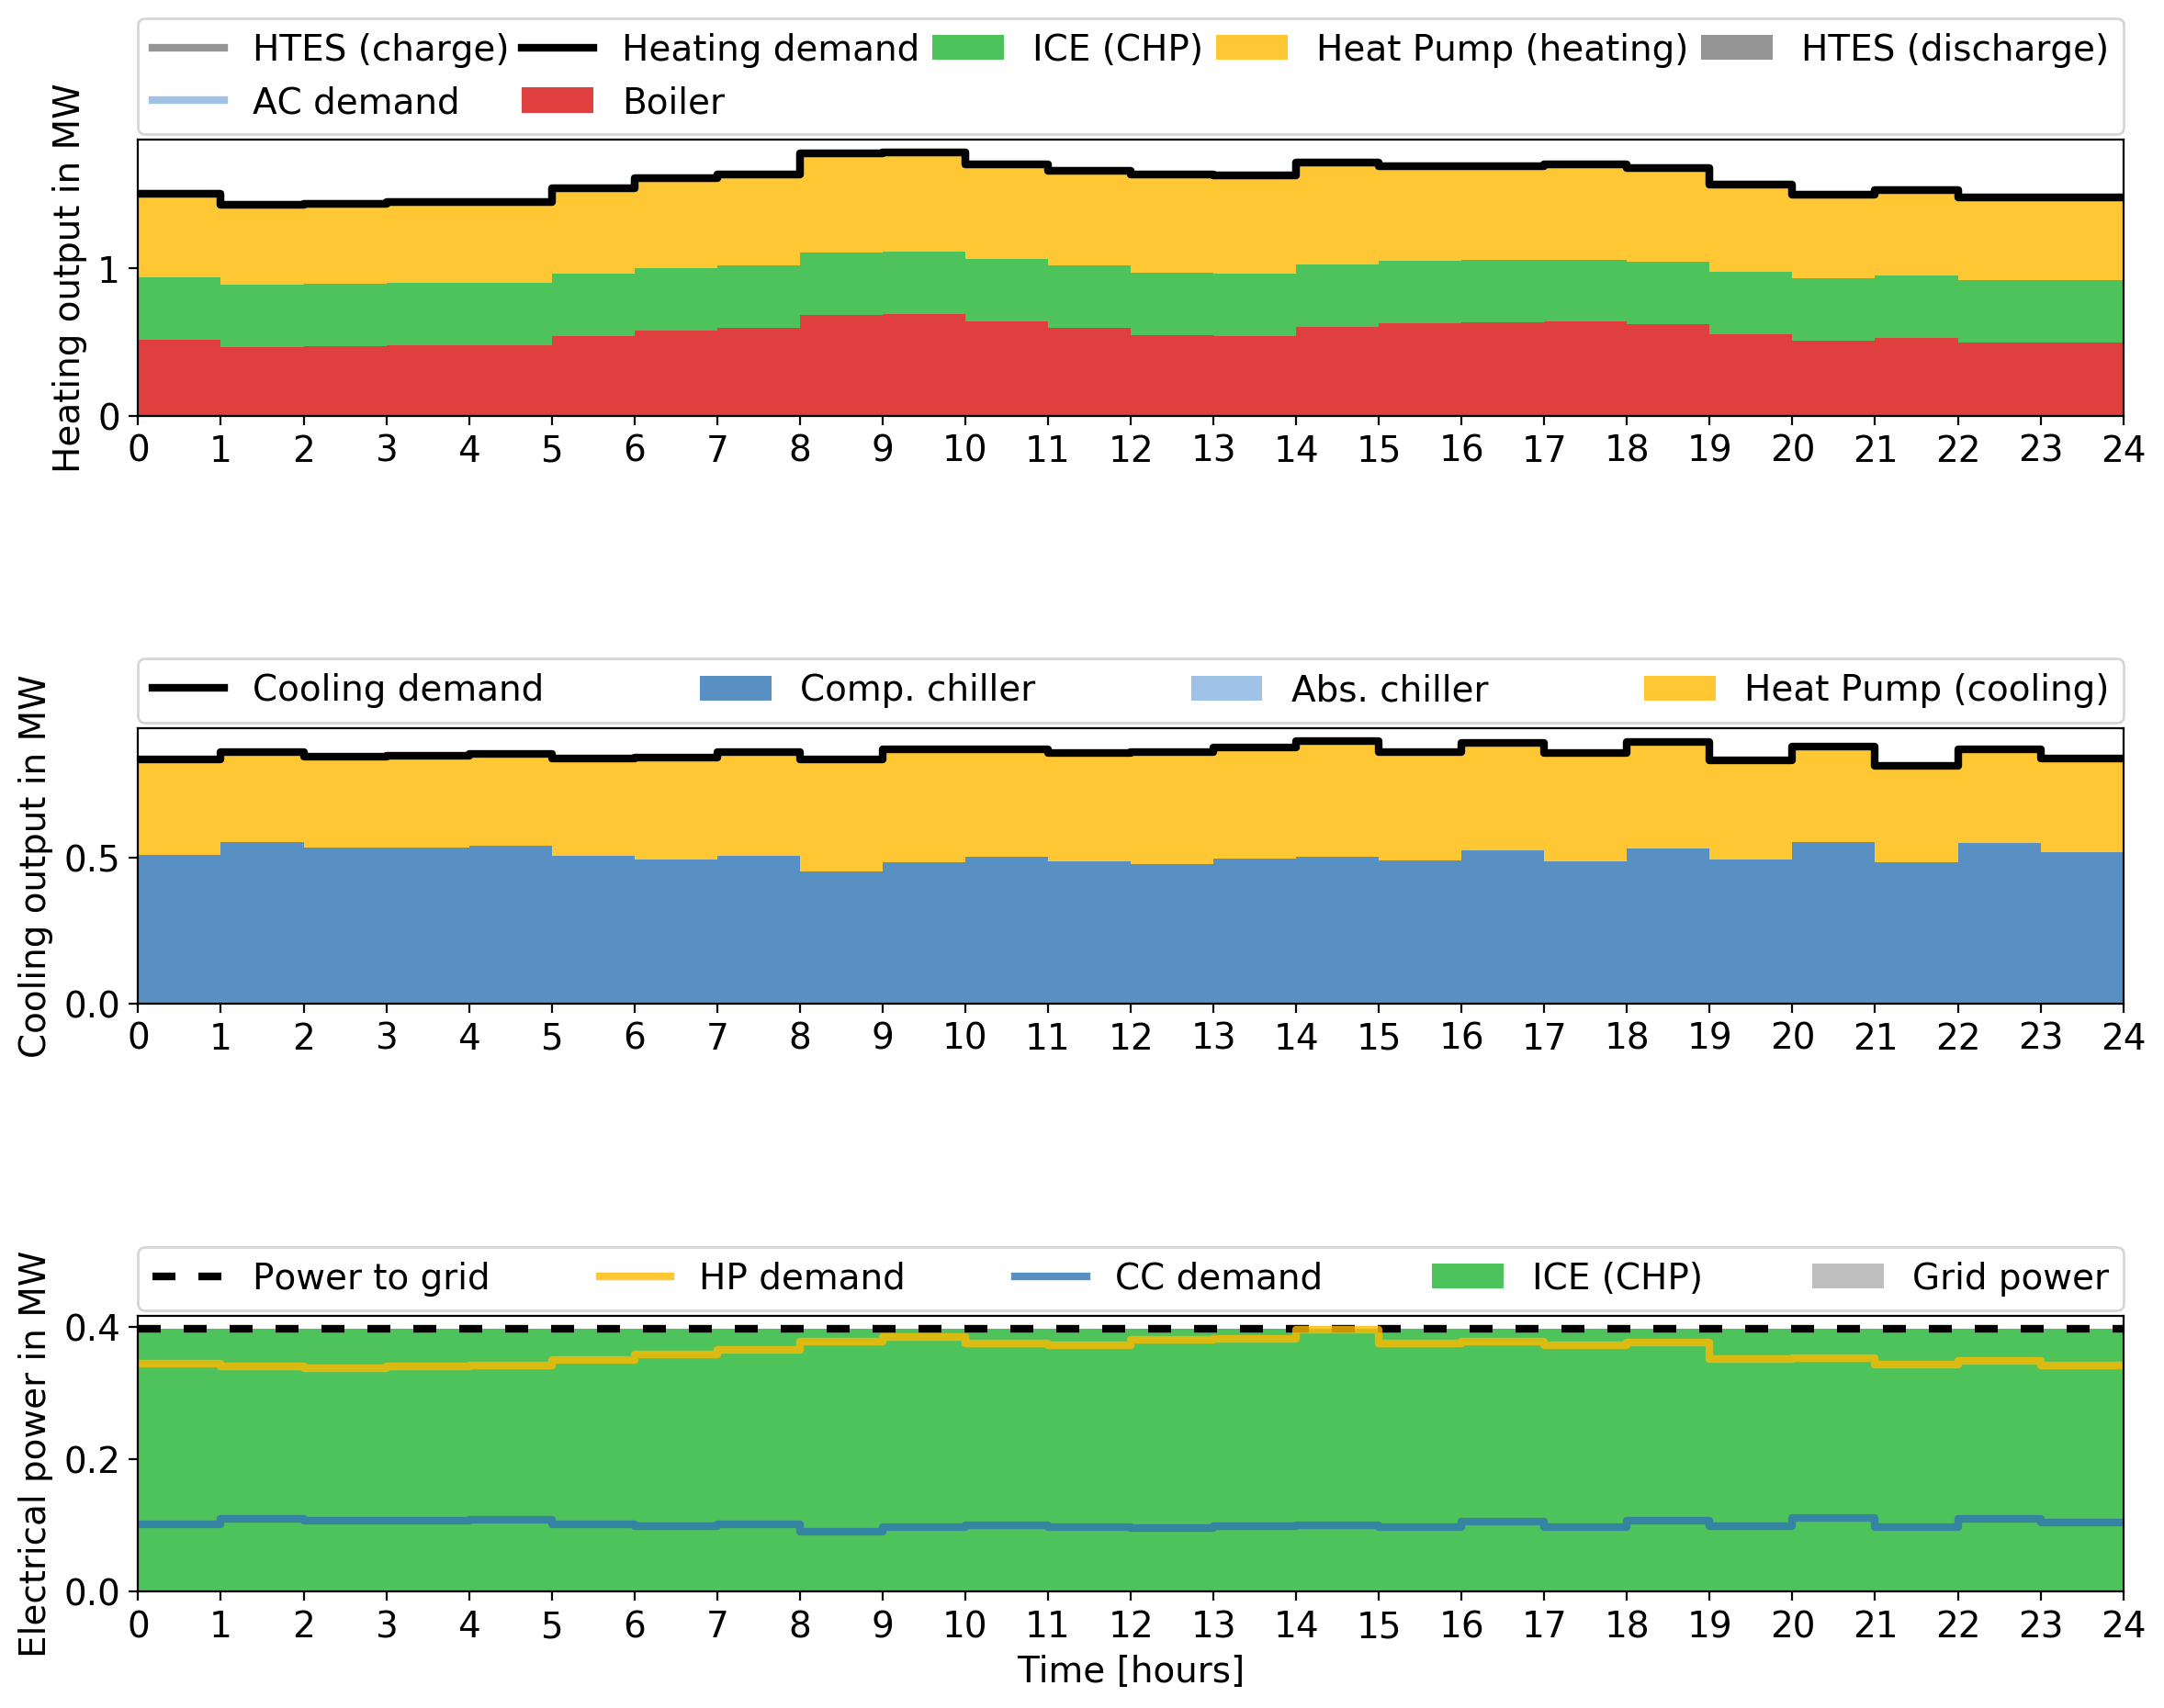 HTES (charge) Heating demand ICE (CHP) Heat Pump (heating) HTES (discharge)
AC demand Boiler
Heating output in MW
1
0
0 1 2 3 4 5 6 7 8 9 10 11 12 13 14 15 16 17 18 19 20 21 22 23 24
Cooling demand Comp. chiller Abs. chiller Heat Pump (cooling)
Cooling output in MW
0.5
0.0
0 1 2 3 4 5 6 7 8 9 10 11 12 13 14 15 16 17 18 19 20 21 22 23 24
Power to grid HP demand CC demand ICE (CHP) Grid power
Electrical power in MW
0.4
0.2
0.0
0 1 2 3 4 5 6 7 8 9 10 11 12 13 14 15 16 17 18 19 20 21 22 23 24
Time [hours]